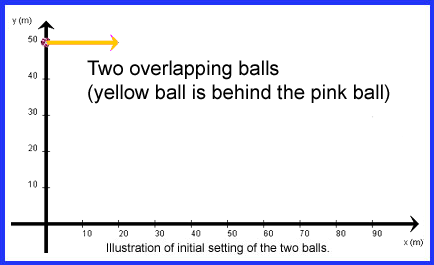 y (m)
50
Two overlapping balls
40
(yellow ball is behind the pink ball)
30
20
10
10 20 30 40 50 60 70 80 90
x (m)
Illustration of initial setting of the two balls.